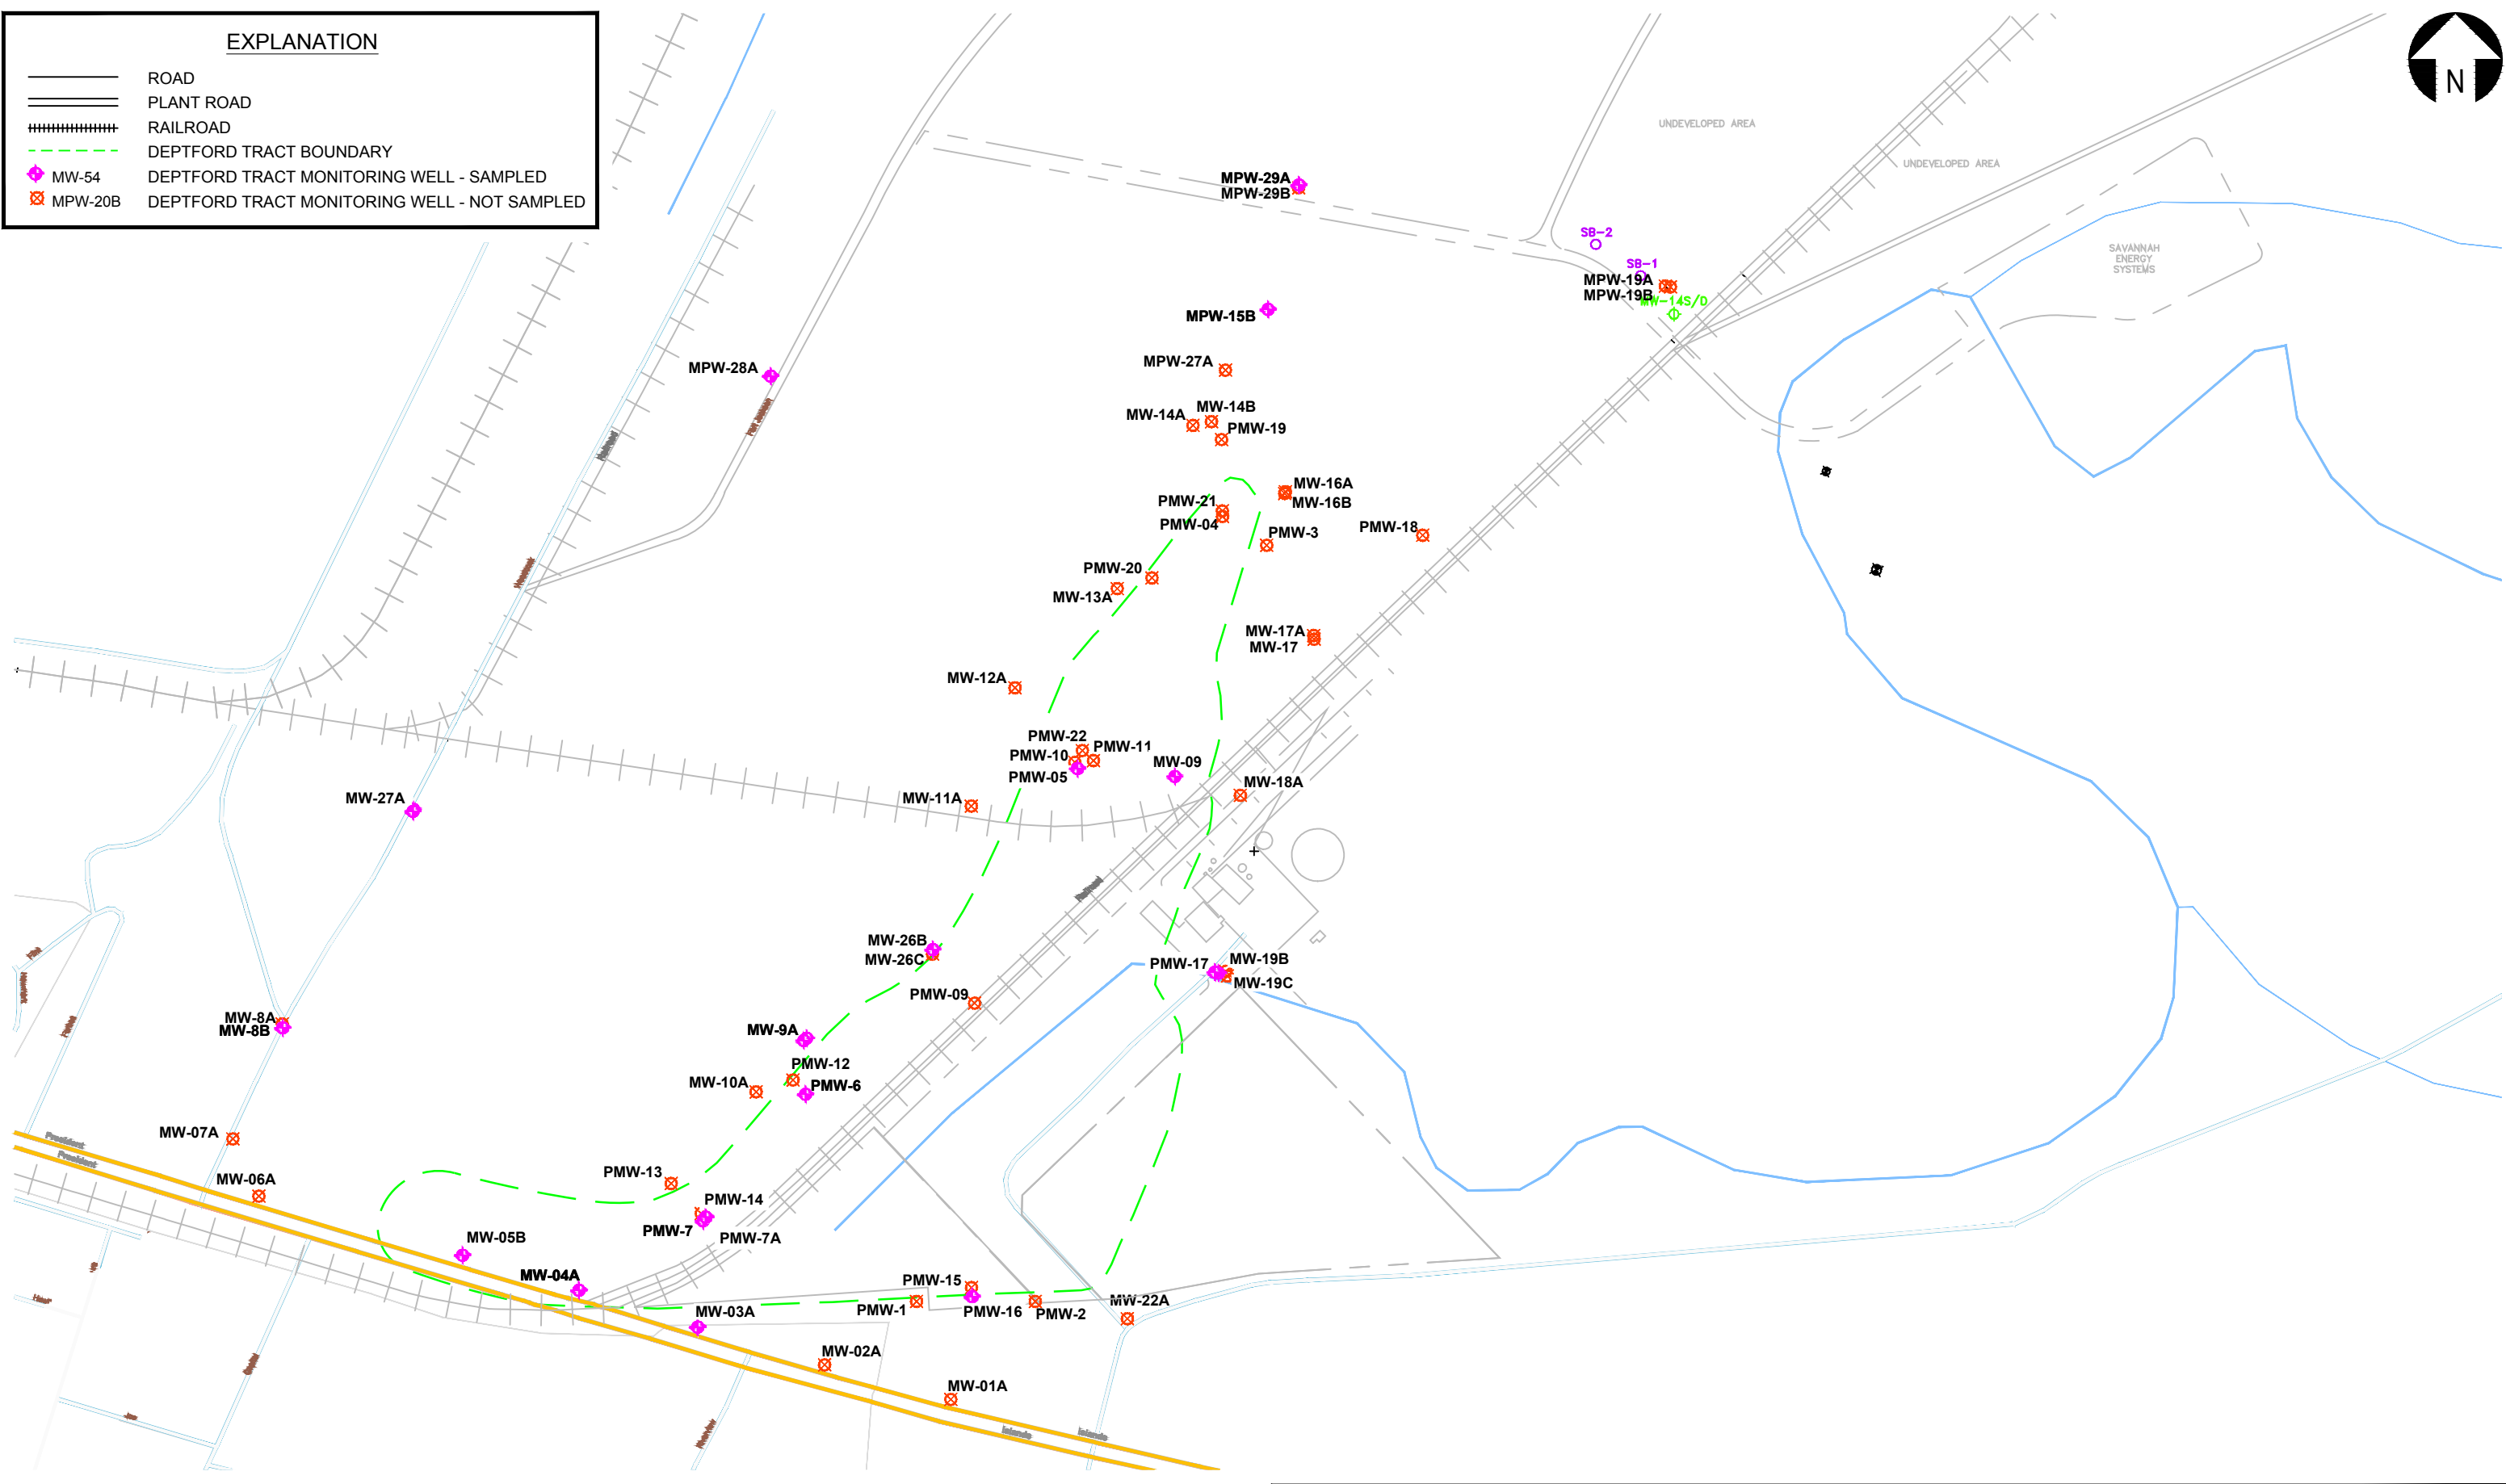 EXPLANATION
ROAD
PLANT ROAD
RAILROAD
DEPTFORD TRACT BOUNDARY
MW-54 DEPTFORD TRACT MONITORING WELL - SAMPLED
MPW-20B DEPTFORD TRACT MONITORING WELL - NOT SAMPLED
N
UNDEVELOPED AREA
UNDEVELOPED AREA
MPW-29A
MPW-29B
SB-2
SB-1
SAVANNAH
ENERGY
SYSTEMS
MPW-19A
MPW-19B
MW-14S/D
MPW-15B
MPW-28A
MPW-27A
MW-14A
MW-14B
PMW-19
MW-16A
MW-16B
PMW-21
PMW-04
PMW-3
PMW-18
PMW-20
MW-13A
MW-17A
MW-17
MW-12A
PMW-22
PMW-11
PMW-10
PMW-05
MW-09
MW-18A
MW-27A
MW-11A
Railroad
Railroad
MW-26B
MW-26C
PMW-17
MW-19B
MW-19C
PMW-09
MW-8A
MW-8B
MW-9A
PMW-12
MW-10A
PMW-6
MW-07A
President
President
MW-06A
PMW-13
PMW-14
PMW-7
PMW-7A
MW-05B
MW-04A
PMW-15
PMW-1
PMW-16
PMW-2
MW-22A
MW-03A
MW-02A
MW-01A
Islands
Islands